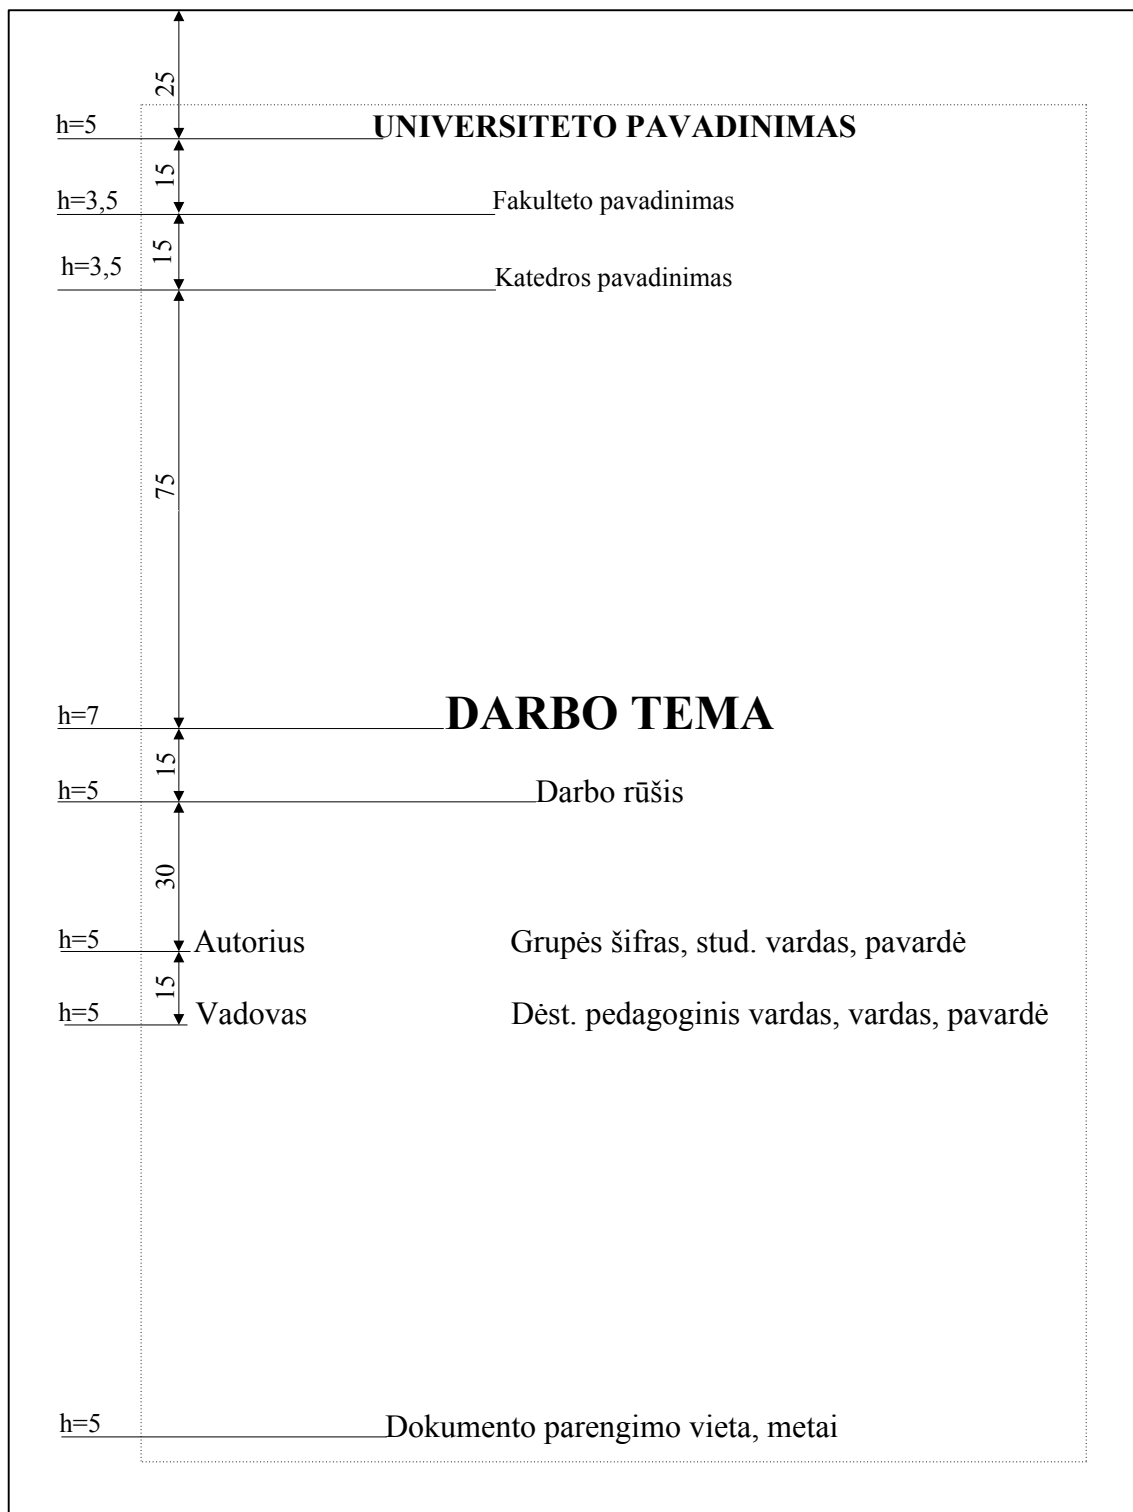 25
h=5 UNIVERSITETO PAVADINIMAS
15
h=3,5 Fakulteto pavadinimas
15
h=3,5 Katedros pavadinimas
75
h=7 DARBO TEMA
15
h=5 Darbo rūšis
30
h=5 Autorius Grupės šifras, stud. vardas, pavardė
15
h=5 Vadovas Dėst. pedagoginis vardas, vardas, pavardė
h=5 Dokumento parengimo vieta, metai